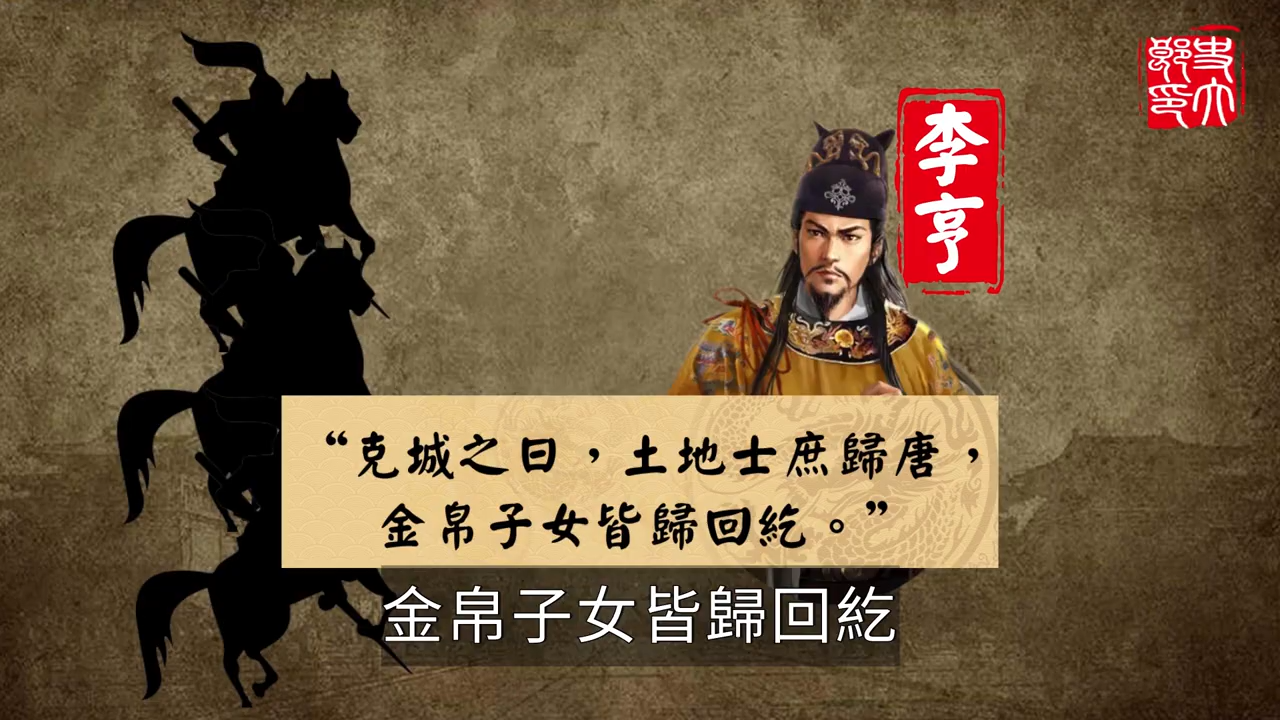 李亨
“克城之日，土地士庶歸唐，
金帛子女皆歸回紇。”
金帛子女皆歸回紇